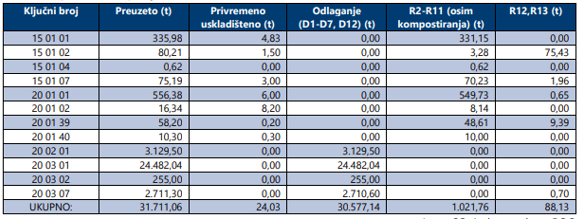 Ključni broj Preuzeto (t) Privremeno uskladišteno (t) Odlaganje (D1-D7, D12) (t) R2-R11 (osim kompostiranja) (t) R12,R13 (t)
15 01 01 335,98 4,83 0,00 331,15 0,00
15 01 02 80,21 1,50 0,00 3,28 75,43
15 01 04 0,62 0,00 0,00 0,62 0,00
15 01 07 75,19 3,00 0,00 70,23 1,96
20 01 01 556,38 6,00 0,00 549,73 0,65
20 01 02 16,34 8,20 0,00 8,14 0,00
20 01 39 58,20 0,20 0,00 48,61 9,39
20 01 40 10,30 0,30 0,00 10,00 0,00
20 02 01 3.129,50 0,00 3.129,50 0,00 0,00
20 03 01 24.482,04 0,00 24.482,04 0,00 0,00
20 03 02 255,00 0,00 255,00 0,00 0,00
20 03 07 2.711,30 0,00 2.710,60 0,00 0,70
UKUPNO: 31.711,06 24,03 30.577,14 1.021,76 88,13